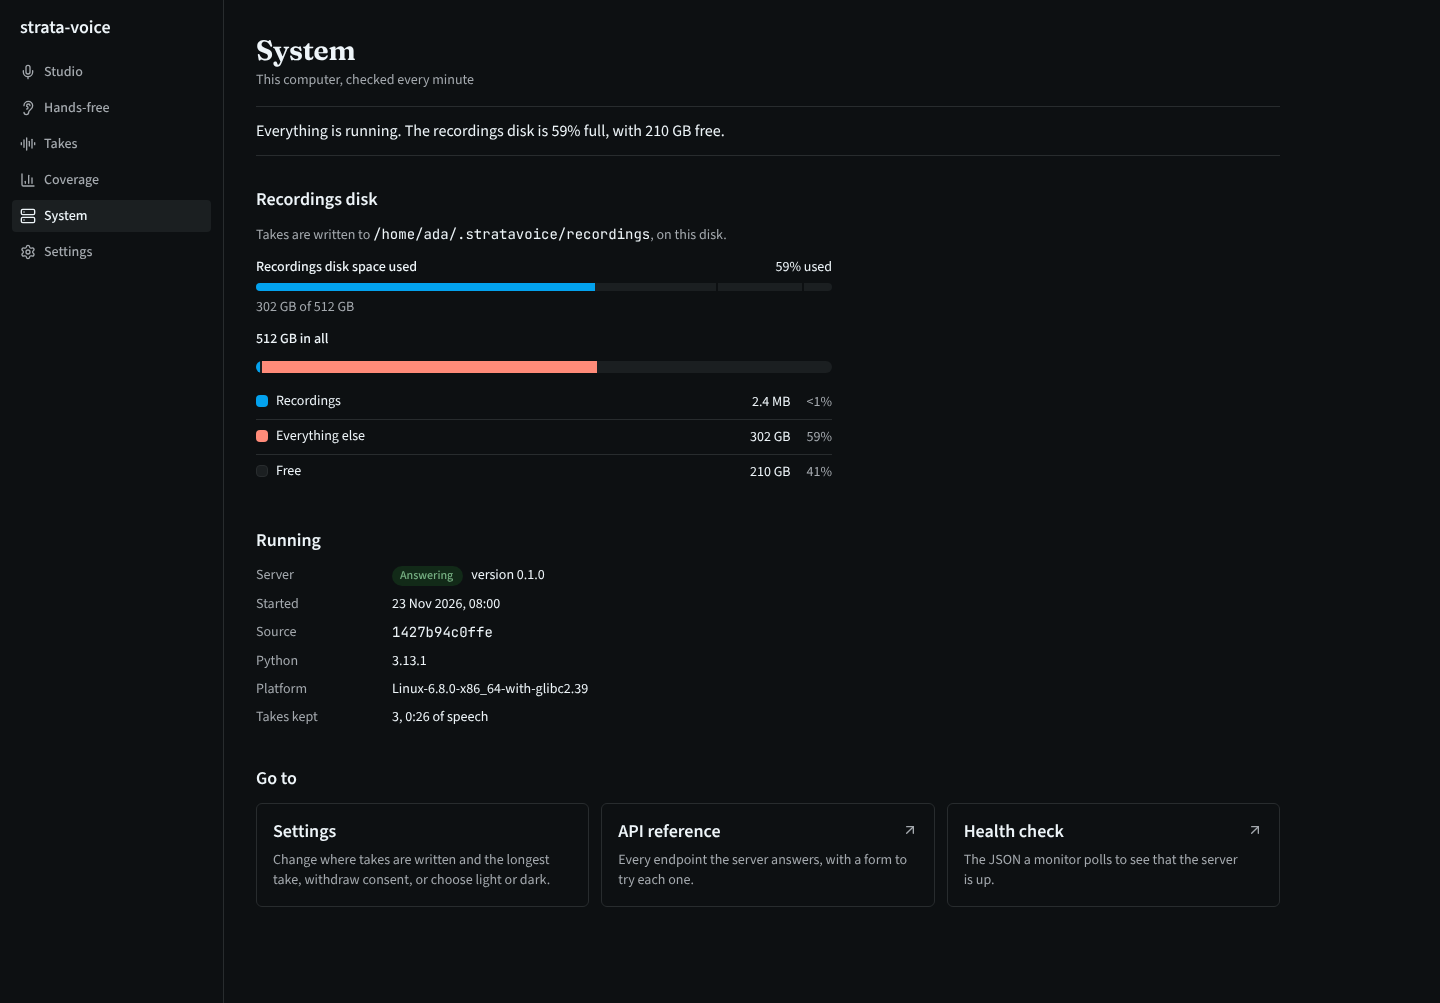 strata-voice
Studio
Hands-free
Takes
Coverage
System
Settings
System
This computer, checked every minute
Everything is running. The recordings disk is 59% full, with 210 GB free.
Recordings disk
Takes are written to /home/ada/.stratavoice/recordings, on this disk.
Recordings disk space used 59% used
302 GB of 512 GB
512 GB in all
Recordings 2.4 MB <1%
Everything else 302 GB 59%
Free 210 GB 41%
Running
Server Answering version 0.1.0
Started 23 Nov 2026, 08:00
Source 1427b94c0ffe
Python 3.13.1
Platform Linux-6.8.0-x86_64-with-glibc2.39
Takes kept 3, 0:26 of speech
Go to
Settings
Change where takes are written and the longest
take, withdraw consent, or choose light or dark.
API reference
Every endpoint the server answers, with a form to
try each one.
Health check
The JSON a monitor polls to see that the server
is up.